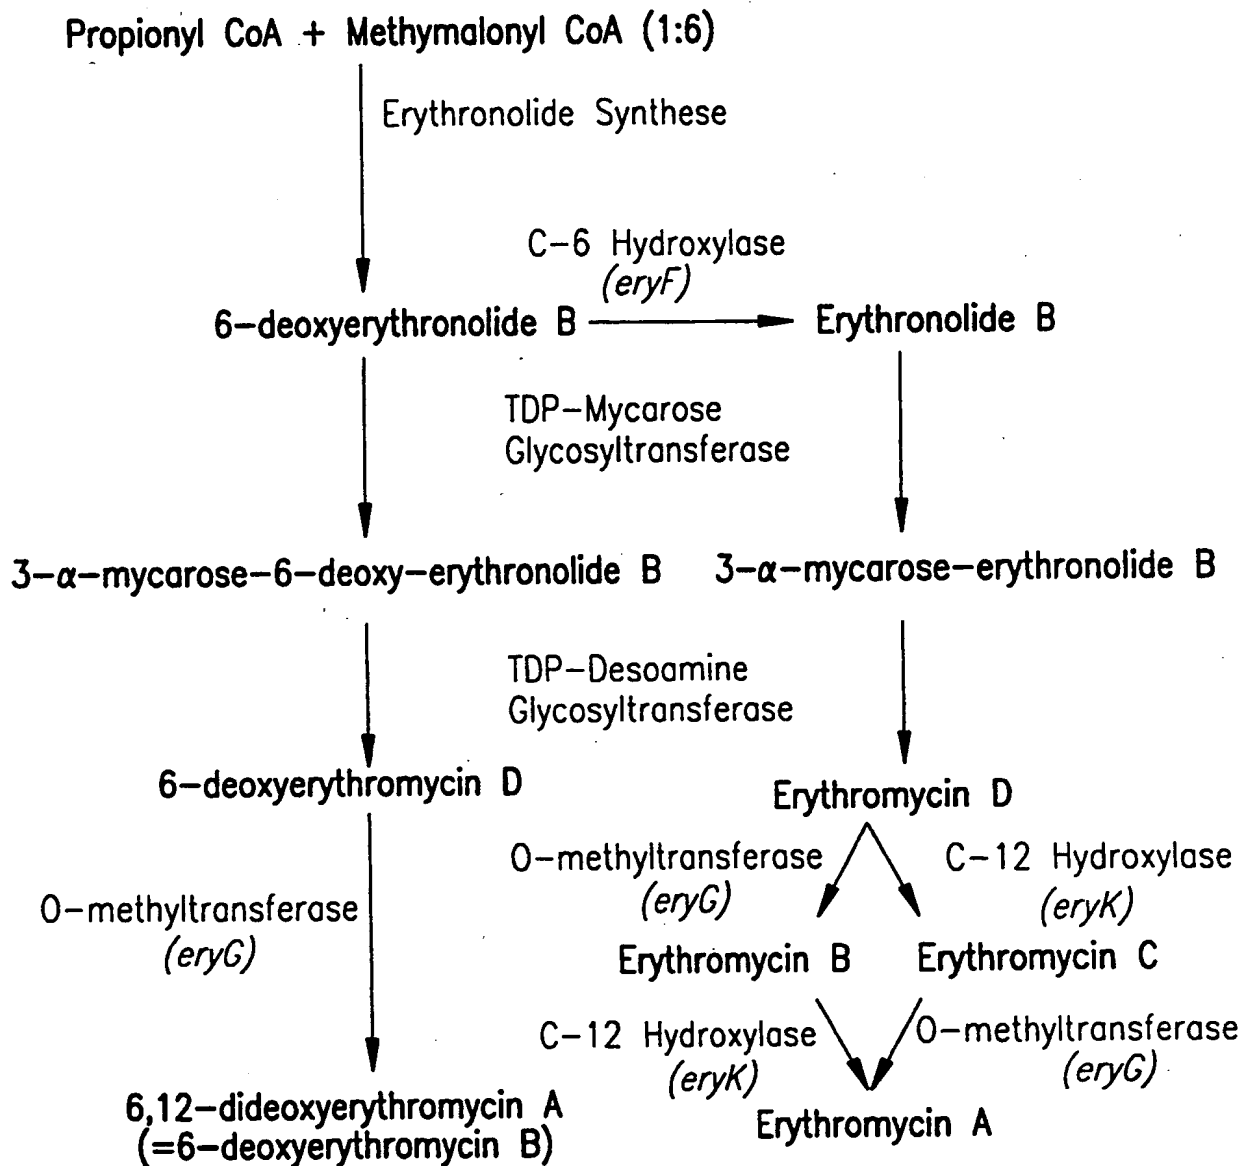 Propionyl CoA + Methymalonyl CoA (1:6)
Erythronolide Synthese
C-6 Hydroxylase
(eryF)
6-deoxyerythronolide B
Erythronolide B
TDP-Mycarose
Glycosyltransferase
3-α-mycarose-6-deoxy-erythronolide B
3-α-mycarose-erythronolide B
TDP-Desoamine
Glycosyltransferase
6-deoxyerythromycin D
Erythromycin D
O-methyltransferase
(eryG)
C-12 Hydroxylase
(eryK)
O-methyltransferase
(eryG)
Erythromycin B
Erythromycin C
C-12 Hydroxylase
(eryK)
O-methyltransferase
(eryG)
6,12-dideoxyerythromycin A
(=6-deoxyerythromycin B)
Erythromycin A